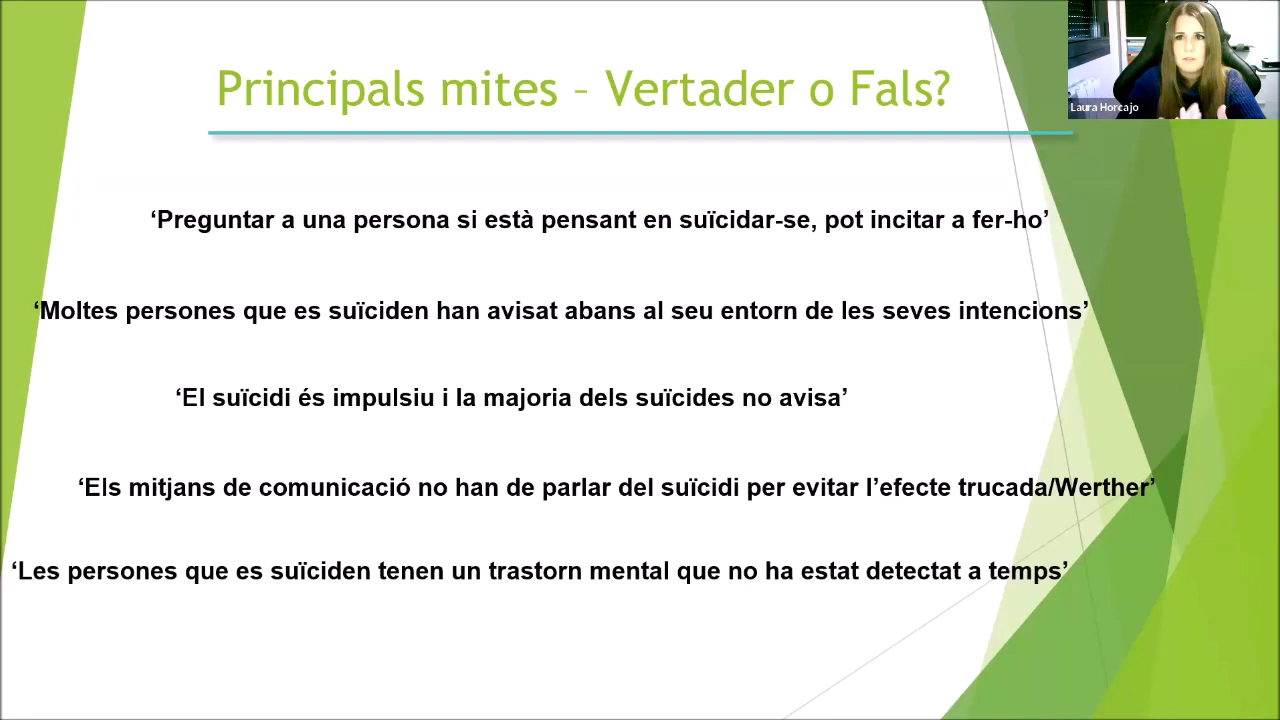 Principals mites – Vertader o Fals?
Laura Horcajo
‘Preguntar a una persona si està pensant en suïcidar-se, pot incitar a fer-ho’
‘Moltes persones que es suïciden han avisat abans al seu entorn de les seves intencions’
‘El suïcidi és impulsiu i la majoria dels suïcides no avisa’
‘Els mitjans de comunicació no han de parlar del suïcidi per evitar l’efecte trucada/Werther’
‘Les persones que es suïciden tenen un trastorn mental que no ha estat detectat a temps’